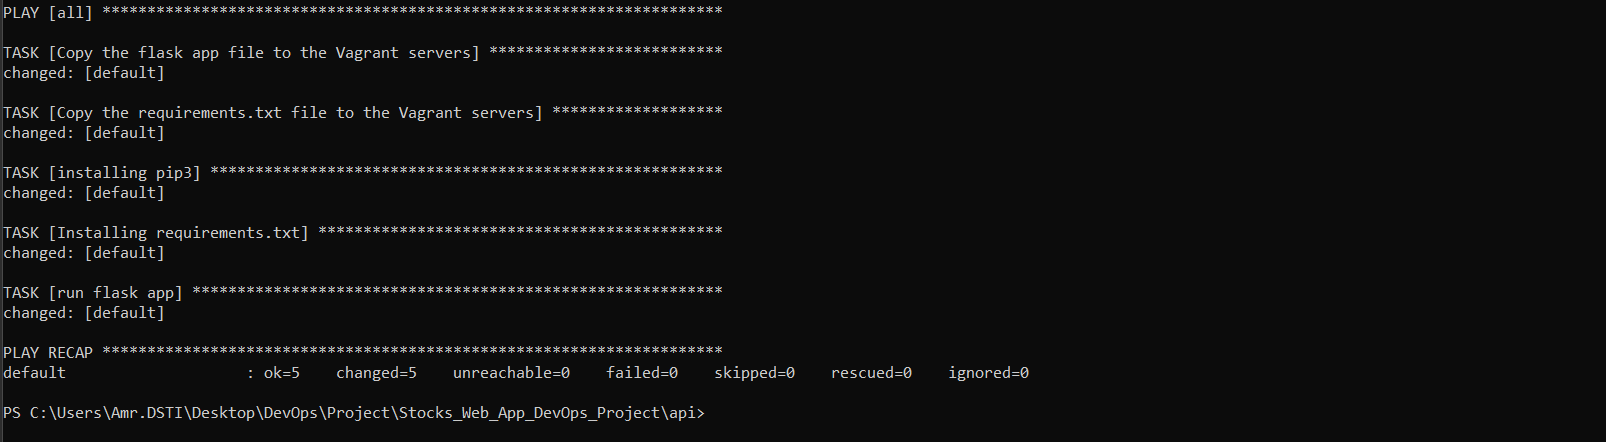 PLAY [all] *********************************************************************
TASK [Copy the flask app file to the Vagrant servers] **************************
changed: [default]
TASK [Copy the requirements.txt file to the Vagrant servers] *******************
changed: [default]
TASK [installing pip3] *********************************************************
changed: [default]
TASK [Installing requirements.txt] *********************************************
changed: [default]
TASK [run flask app] ***********************************************************
changed: [default]
PLAY RECAP *********************************************************************
default                    : ok=5    changed=5    unreachable=0    failed=0    skipped=0    rescued=0    ignored=0
PS C:\Users\Amr.DSTI\Desktop\DevOps\Project\Stocks_Web_App_DevOps_Project\api>